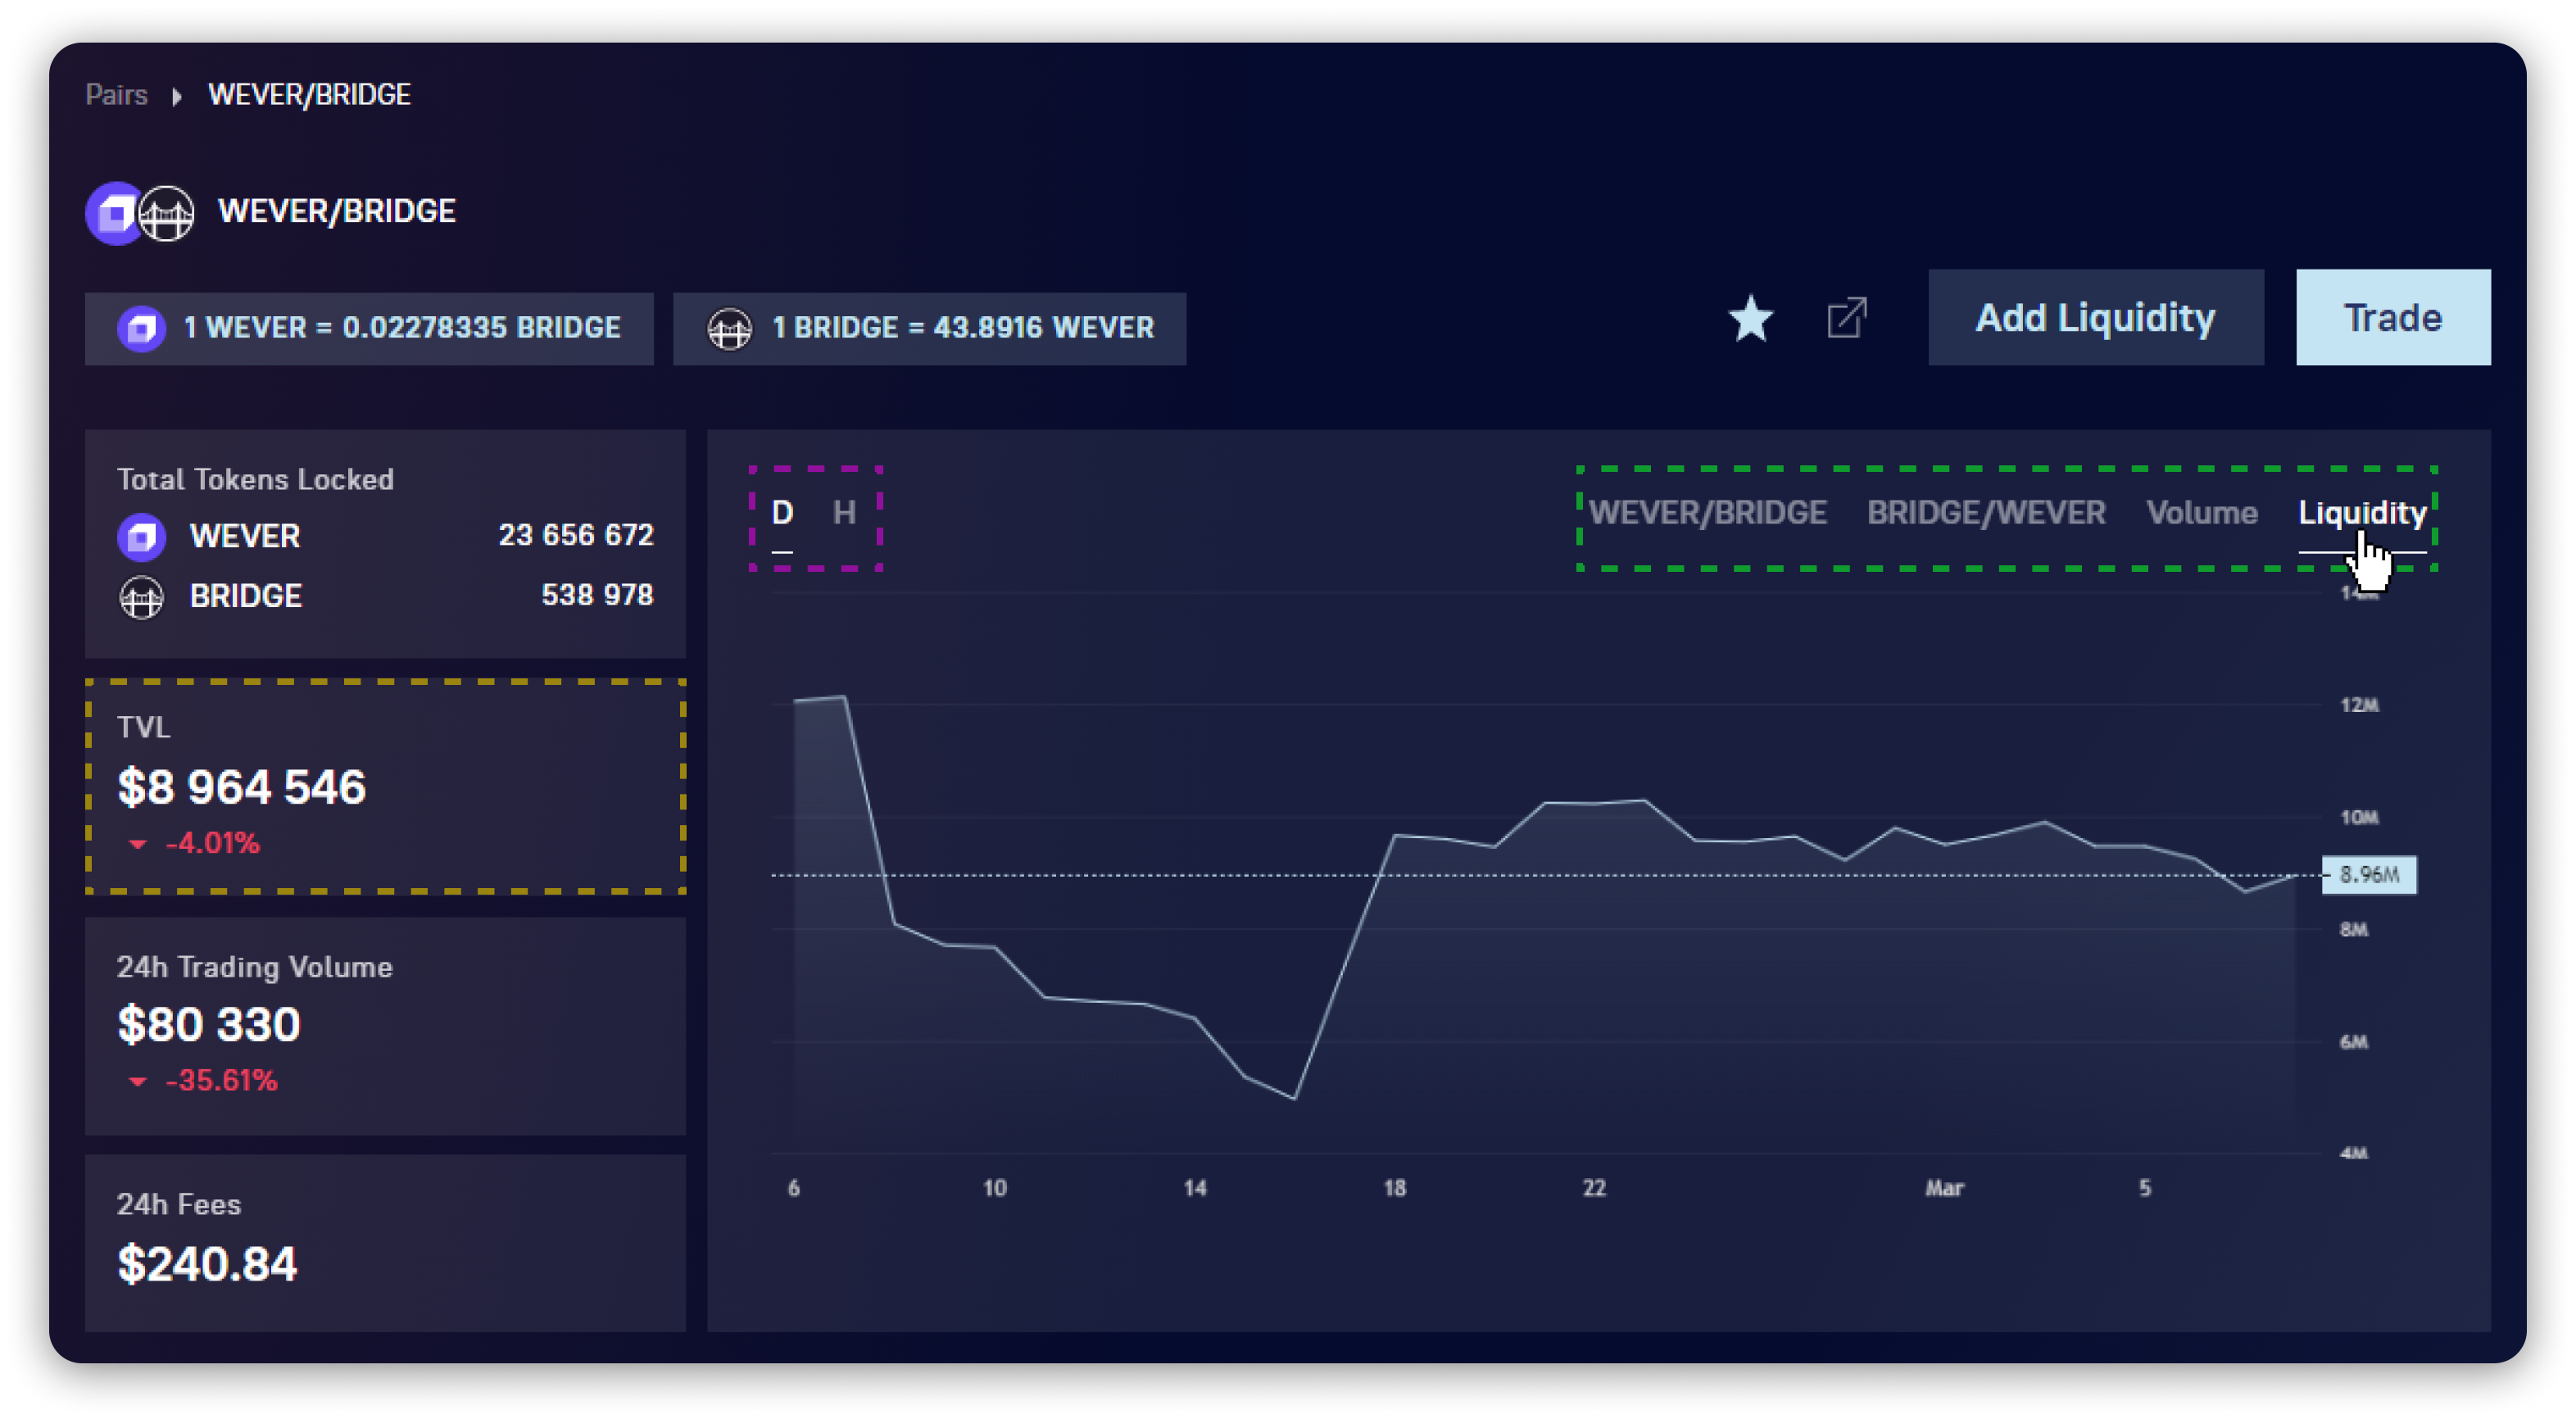 Pairs WEVER/BRIDGE
WEVER/BRIDGE
1 WEVER = 0.02278335 BRIDGE
1 BRIDGE = 43.8916 WEVER
Add Liquidity
Trade
Total Tokens Locked
WEVER 23 656 672
BRIDGE 538 978
TVL
$8 964 546
-4.01%
24h Trading Volume
$80 330
-35.61%
24h Fees
$240.84
D H
WEVER/BRIDGE BRIDGE/WEVER Volume Liquidity
12M
10M
8.96M
8M
6M
4M
6 10 14 18 22 Mar 5